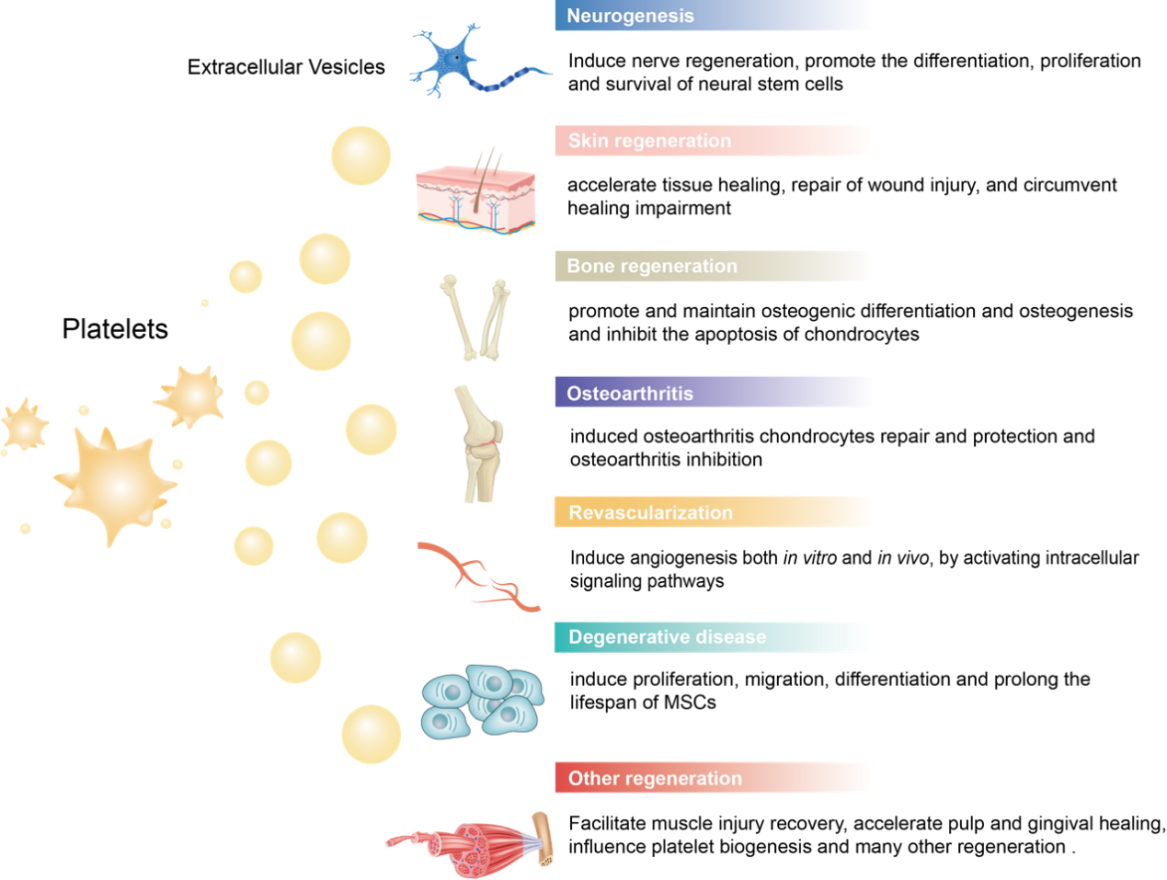 Extracellular Vesicles
Platelets
Neurogenesis
Induce nerve regeneration, promote the differentiation, proliferation
and survival of neural stem cells
Skin regeneration
accelerate tissue healing, repair of wound injury, and circumvent
healing impairment
Bone regeneration
promote and maintain osteogenic differentiation and osteogenesis
and inhibit the apoptosis of chondrocytes
Osteoarthritis
induced osteoarthritis chondrocytes repair and protection and
osteoarthritis inhibition
Revascularization
Induce angiogenesis both in vitro and in vivo, by activating intracellular
signaling pathways
Degenerative disease
induce proliferation, migration, differentiation and prolong the
lifespan of MSCs
Other regeneration
Facilitate muscle injury recovery, accelerate pulp and gingival healing,
influence platelet biogenesis and many other regeneration .